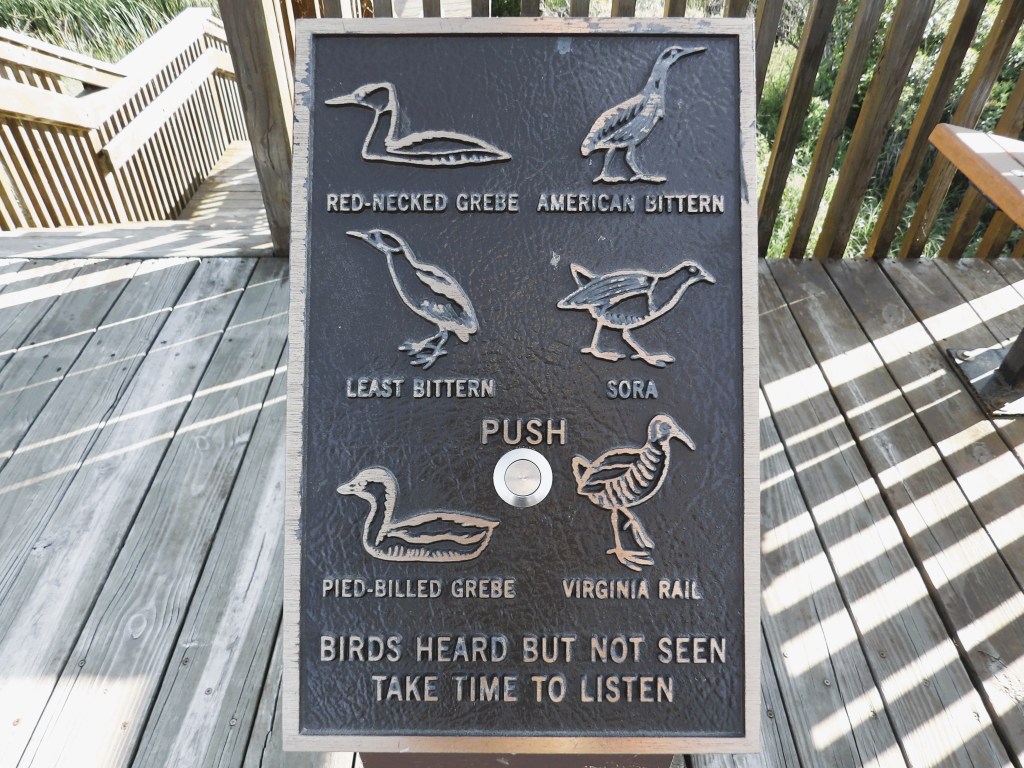 RED-NECKED GREBE
AMERICAN BITTERN
LEAST BITTERN
SORA
PUSH
PIED-BILLED GREBE
VIRGINIA RAIL
BIRDS HEARD BUT NOT SEEN
TAKE TIME TO LISTEN